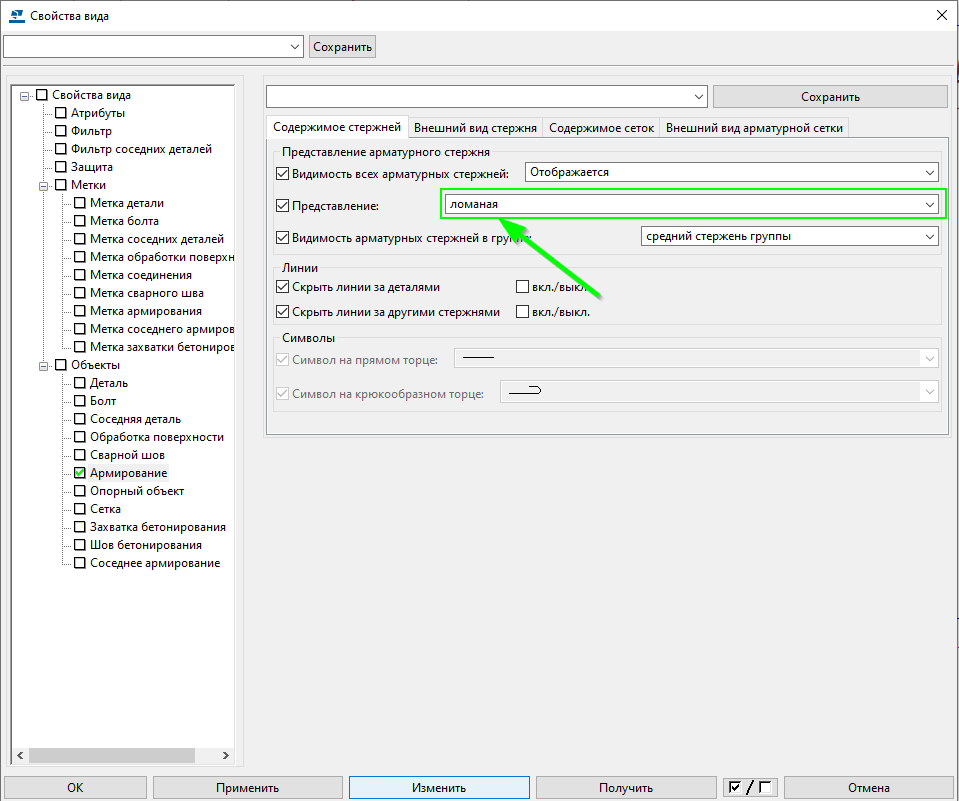 Свойства вида
Сохранить
Свойства вида
Атрибуты
Фильтр
Фильтр соседних деталей
Защита
Метки
Метка детали
Метка болта
Метка соседних деталей
Метка обработки поверхн
Метка соединения
Метка сварного шва
Метка армирования
Метка соседнего армиров
Метка захватки бетониров
Объекты
Деталь
Болт
Соседняя деталь
Обработка поверхности
Сварной шов
Армирование
Опорный объект
Сетка
Захватка бетонирования
Шов бетонирования
Соседнее армирование
Сохранить
Содержимое стержней Внешний вид стержня Содержимое сеток Внешний вид арматурной сетки
Представление арматурного стержня
Видимость всех арматурных стержней: Отображается
Представление: ломаная
Видимость арматурных стержней в группе: средний стержень группы
Линии
Скрыть линии за деталями вкл./выкл.
Скрыть линии за другими стержнями вкл./выкл.
Символы
Символ на прямом торце:
Символ на крюкообразном торце:
OK Применить Изменить Получить / Отмена